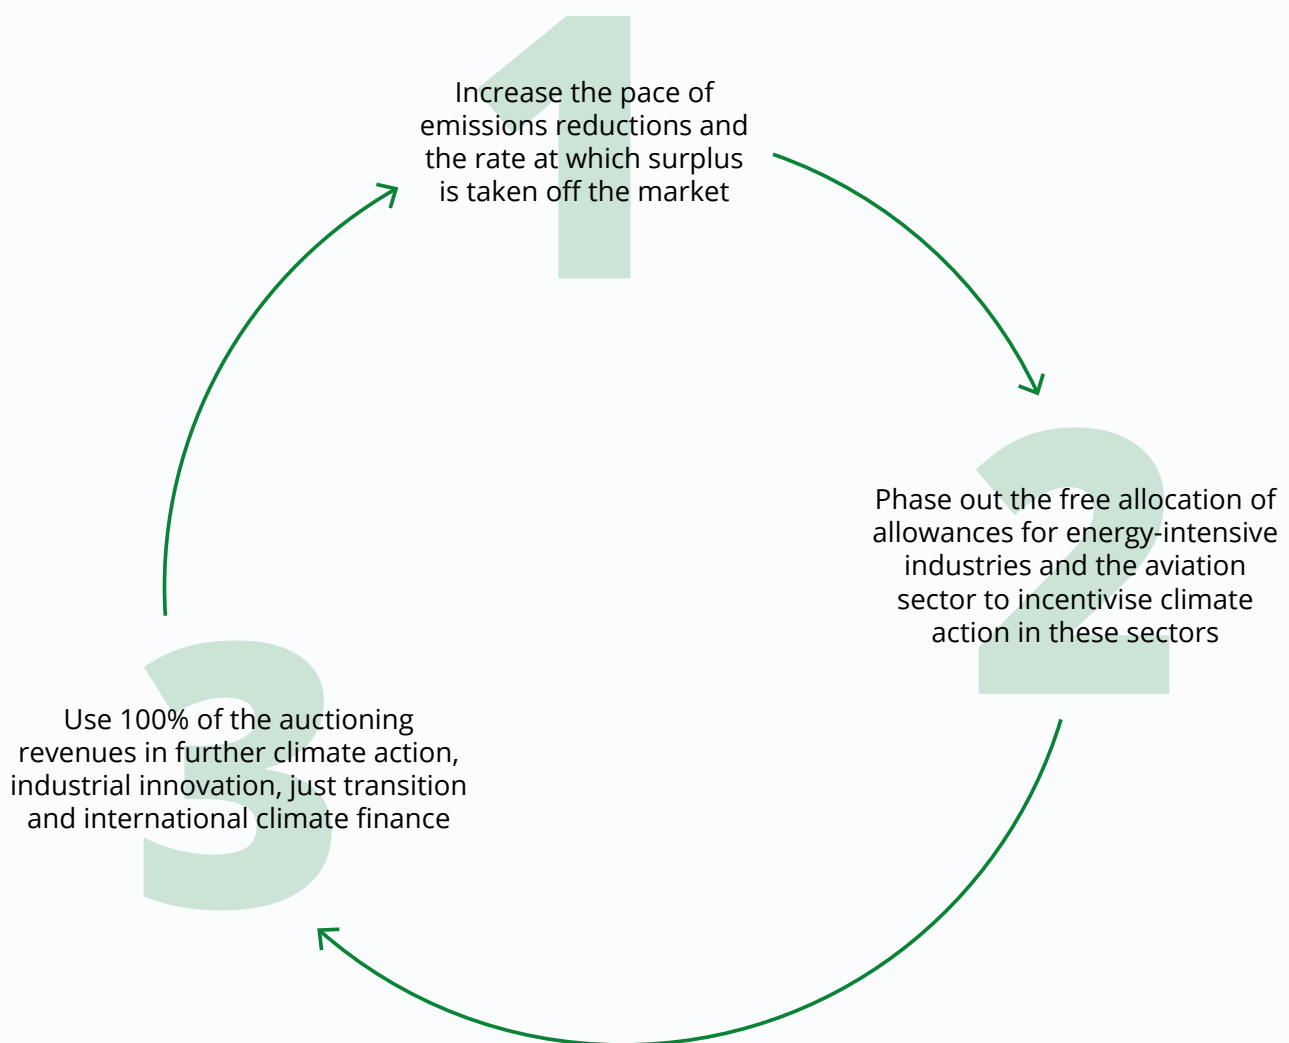 1
Increase the pace of
emissions reductions and
the rate at which surplus
is taken off the market
2
Phase out the free allocation of
allowances for energy-intensive
industries and the aviation
sector to incentivise climate
action in these sectors
3
Use 100% of the auctioning
revenues in further climate action,
industrial innovation, just transition
and international climate finance